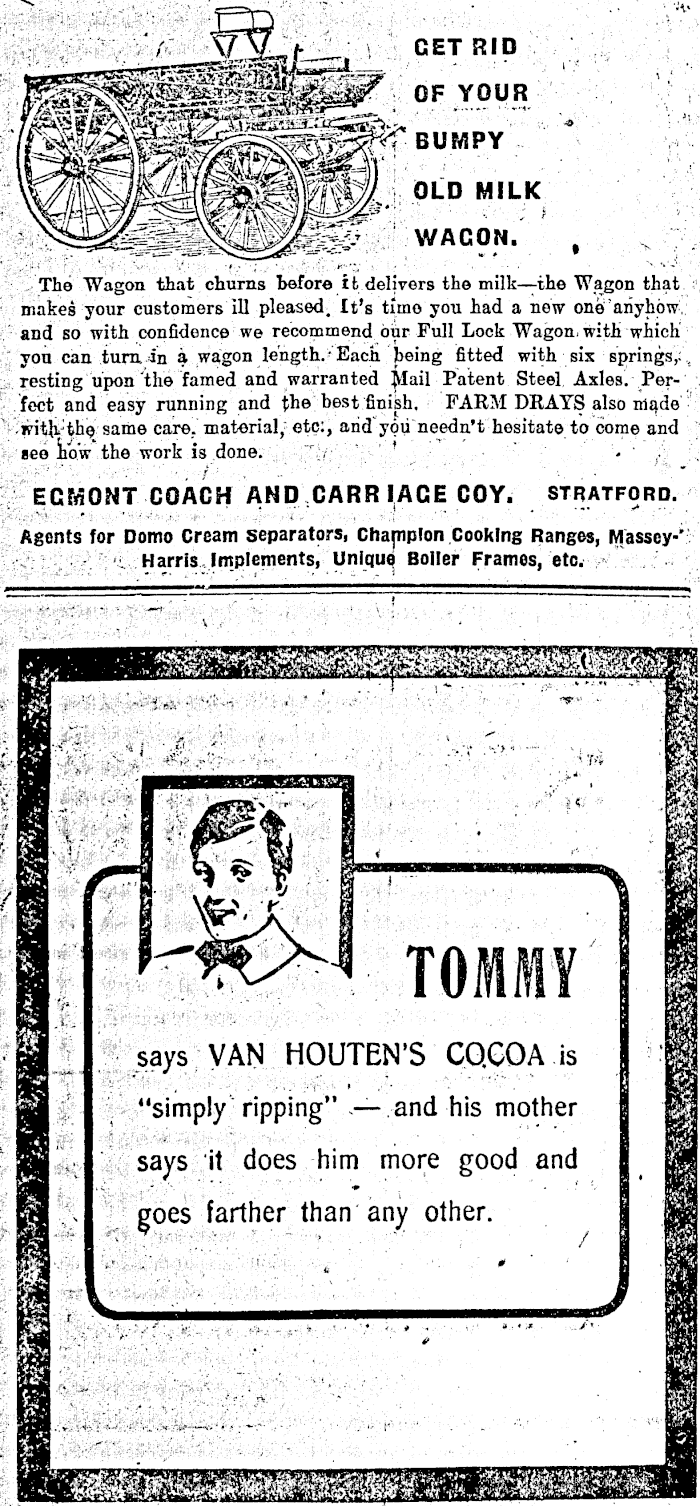 GET RID
OF YOUR
BUMPY
OLD MILK
WAGON.
The Wagon that churns before it delivers the milk—the Wagon that
makes your customers ill pleased. It's time you had a new one anyhow
and so with confidence we recommend our Full Lock Wagon with which
you can turn in a wagon length. Each being fitted with six springs,
resting upon the famed and warranted Mail Patent Steel Axles. Per-
fect and easy running and the best finish. FARM DRAYS also made
with the same care, material, etc., and you needn't hesitate to come and
see how the work is done.
EGMONT COACH AND CARRIAGE COY. STRATFORD.
Agents for Domo Cream Separators, Champion Cooking Ranges, Massey-
Harris Implements, Unique Boiler Frames, etc.
TOMMY
says VAN HOUTEN'S COCOA is
"simply ripping" — and his mother
says it does him more good and
goes farther than any other.